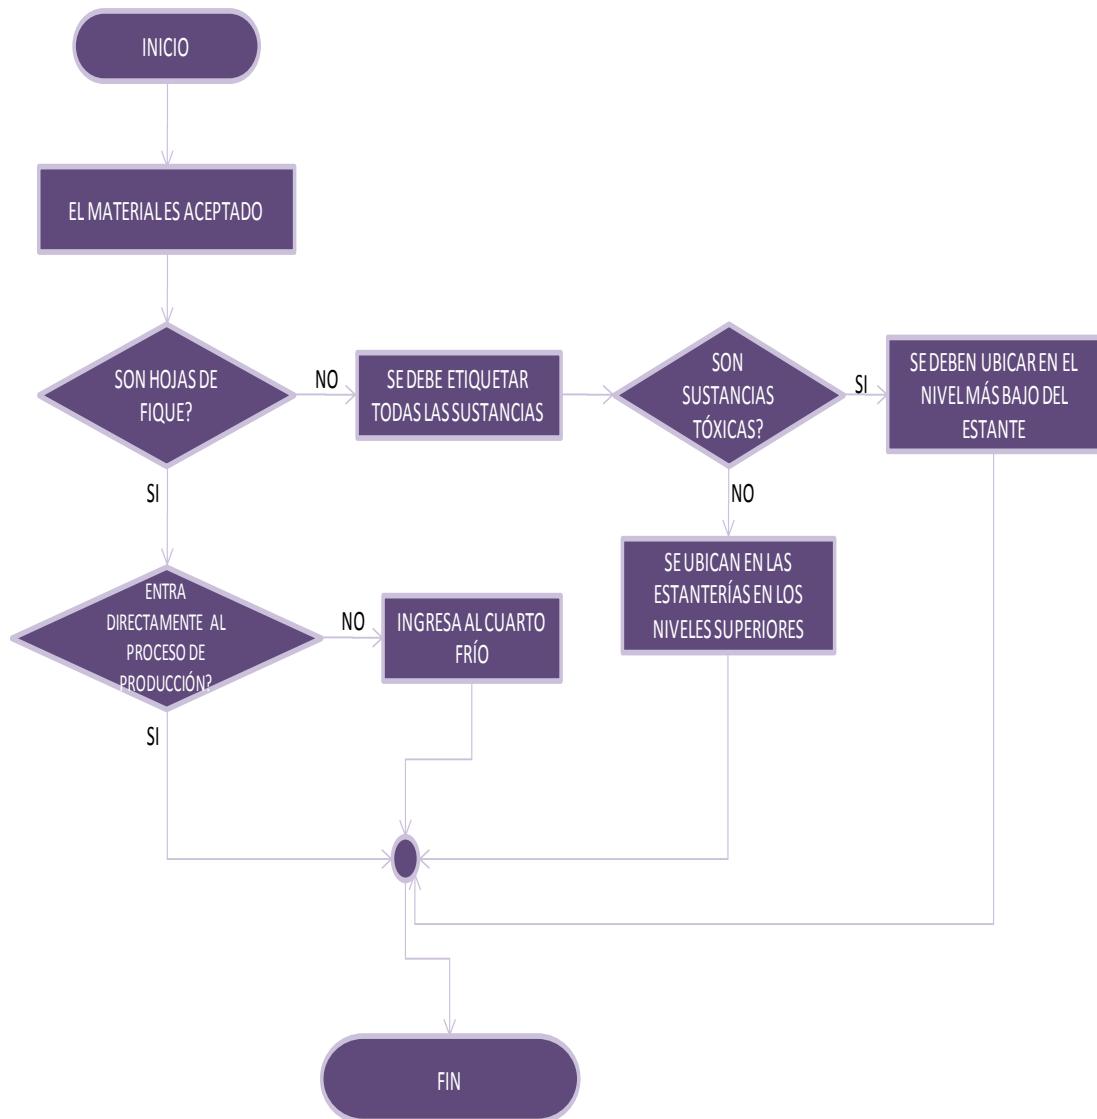 INICIO
EL MATERIAL ES ACEPTADO
SON HOJAS DE
FIQUE?
NO
SE DEBE ETIQUETAR
TODAS LAS SUSTANCIAS
SON
SUSTANCIAS
TÓXICAS?
SI
SE DEBEN UBICAR EN EL
NIVEL MÁS BAJO DEL
ESTANTE
SI
NO
ENTRA
DIRECTAMENTE AL
PROCESO DE
PRODUCCIÓN?
NO
INGRESA AL CUARTO
FRÍO
SE UBICAN EN LAS
ESTANTERÍAS EN LOS
NIVELES SUPERIORES
SI
FIN